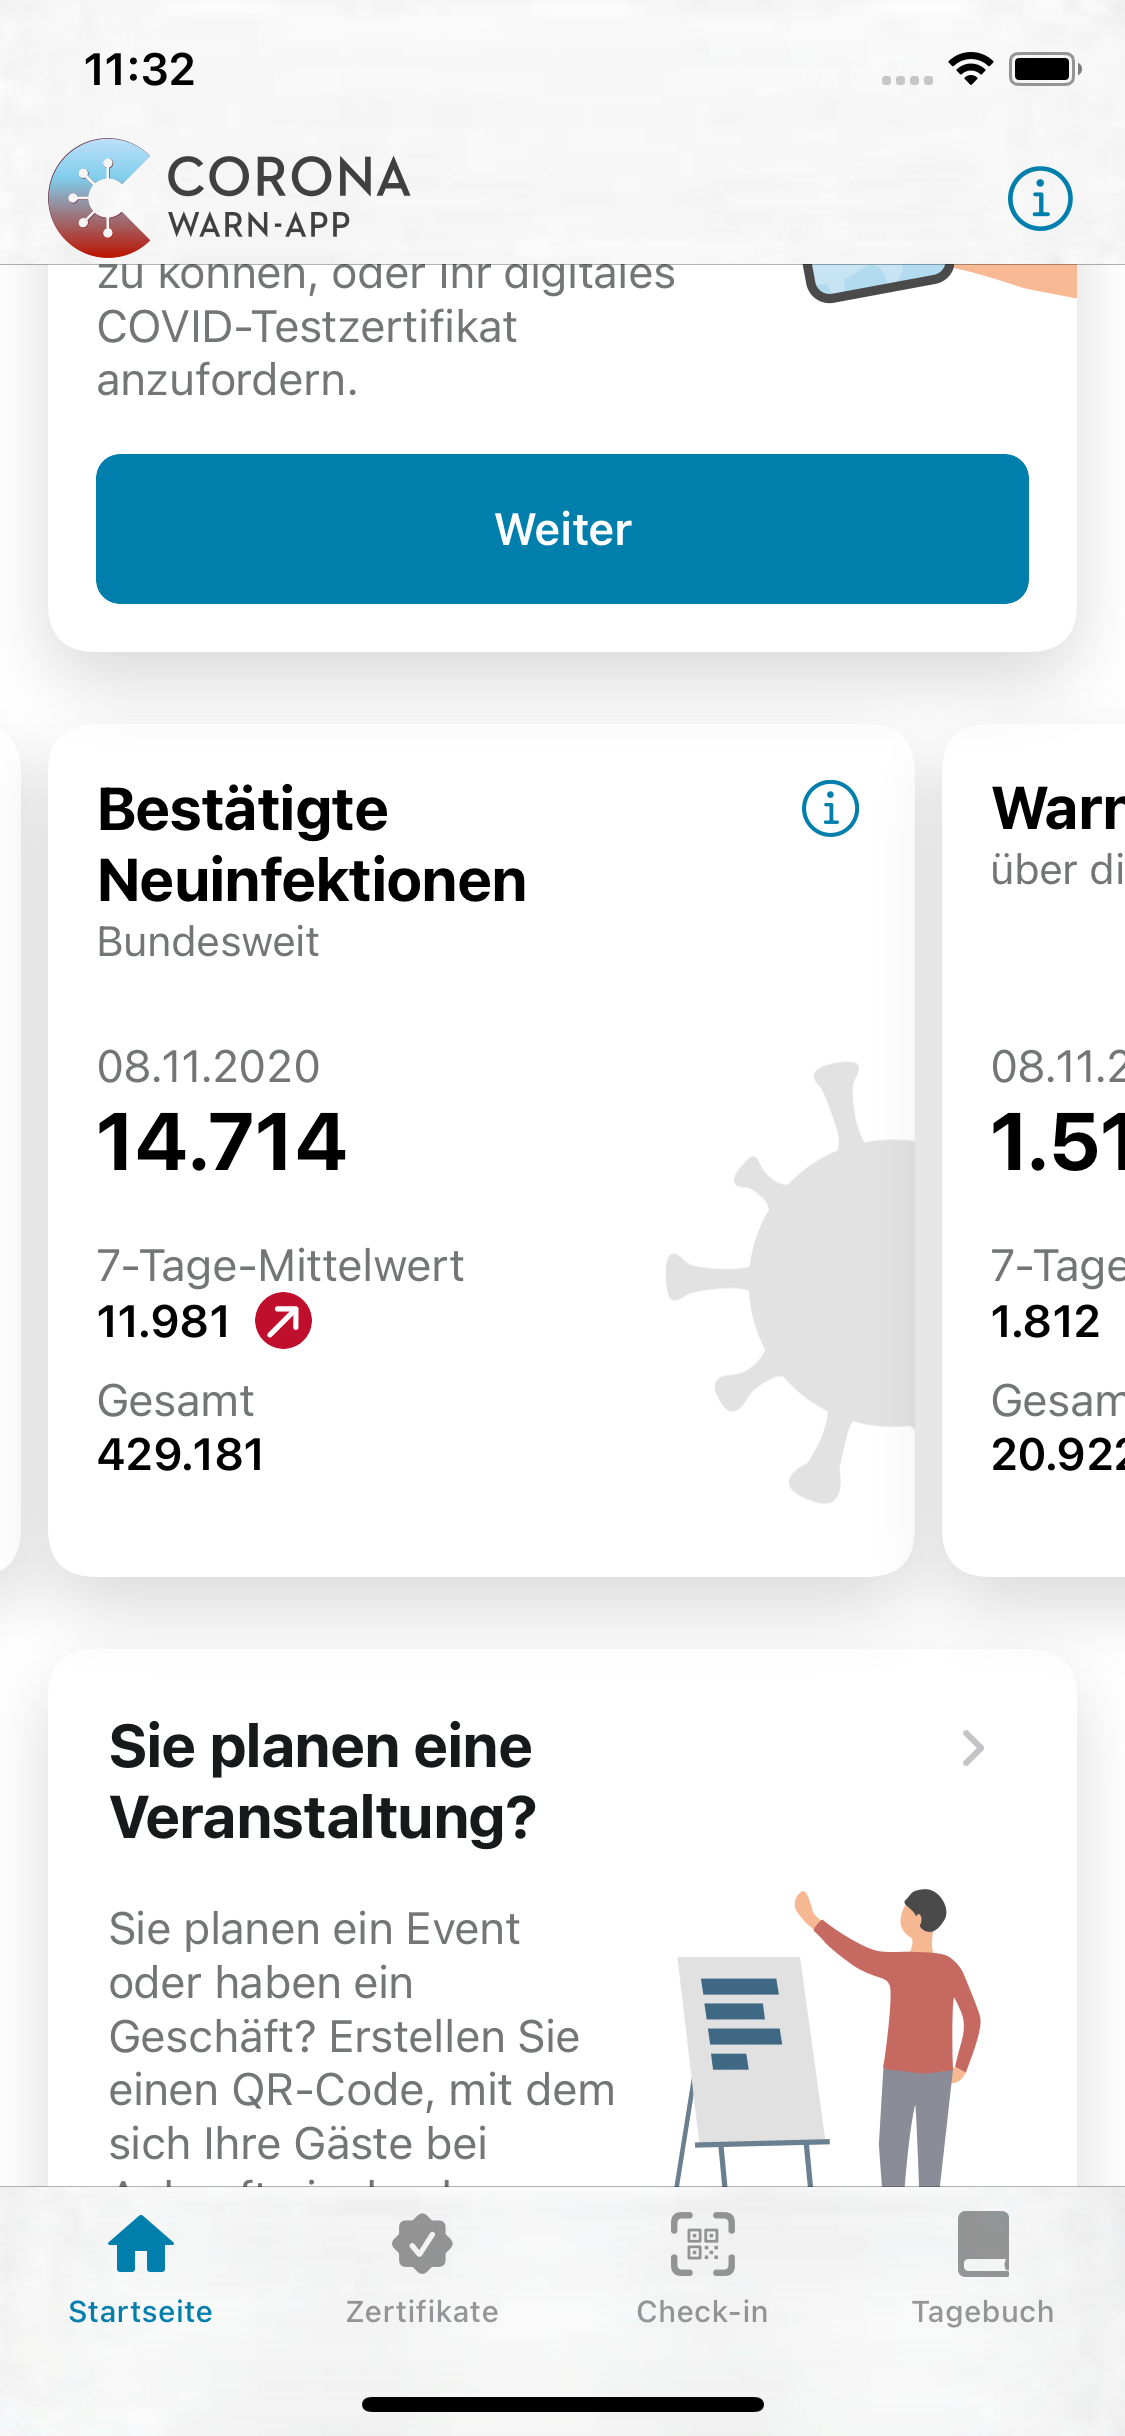 11:32
CORONA
WARN-APP
zu können, oder Ihr digitales
COVID-Testzertifikat
anzufordern.
Weiter
Bestätigte
Neuinfektionen
Bundesweit
08.11.2020
14.714
7-Tage-Mittelwert
11.981
Gesamt
429.181
Warn
über di
08.11.2
1.51
7-Tage
1.812
Gesam
20.922
Sie planen eine
Veranstaltung?
Sie planen ein Event
oder haben ein
Geschäft? Erstellen Sie
einen QR-Code, mit dem
sich Ihre Gäste bei
Startseite
Zertifikate
Check-in
Tagebuch